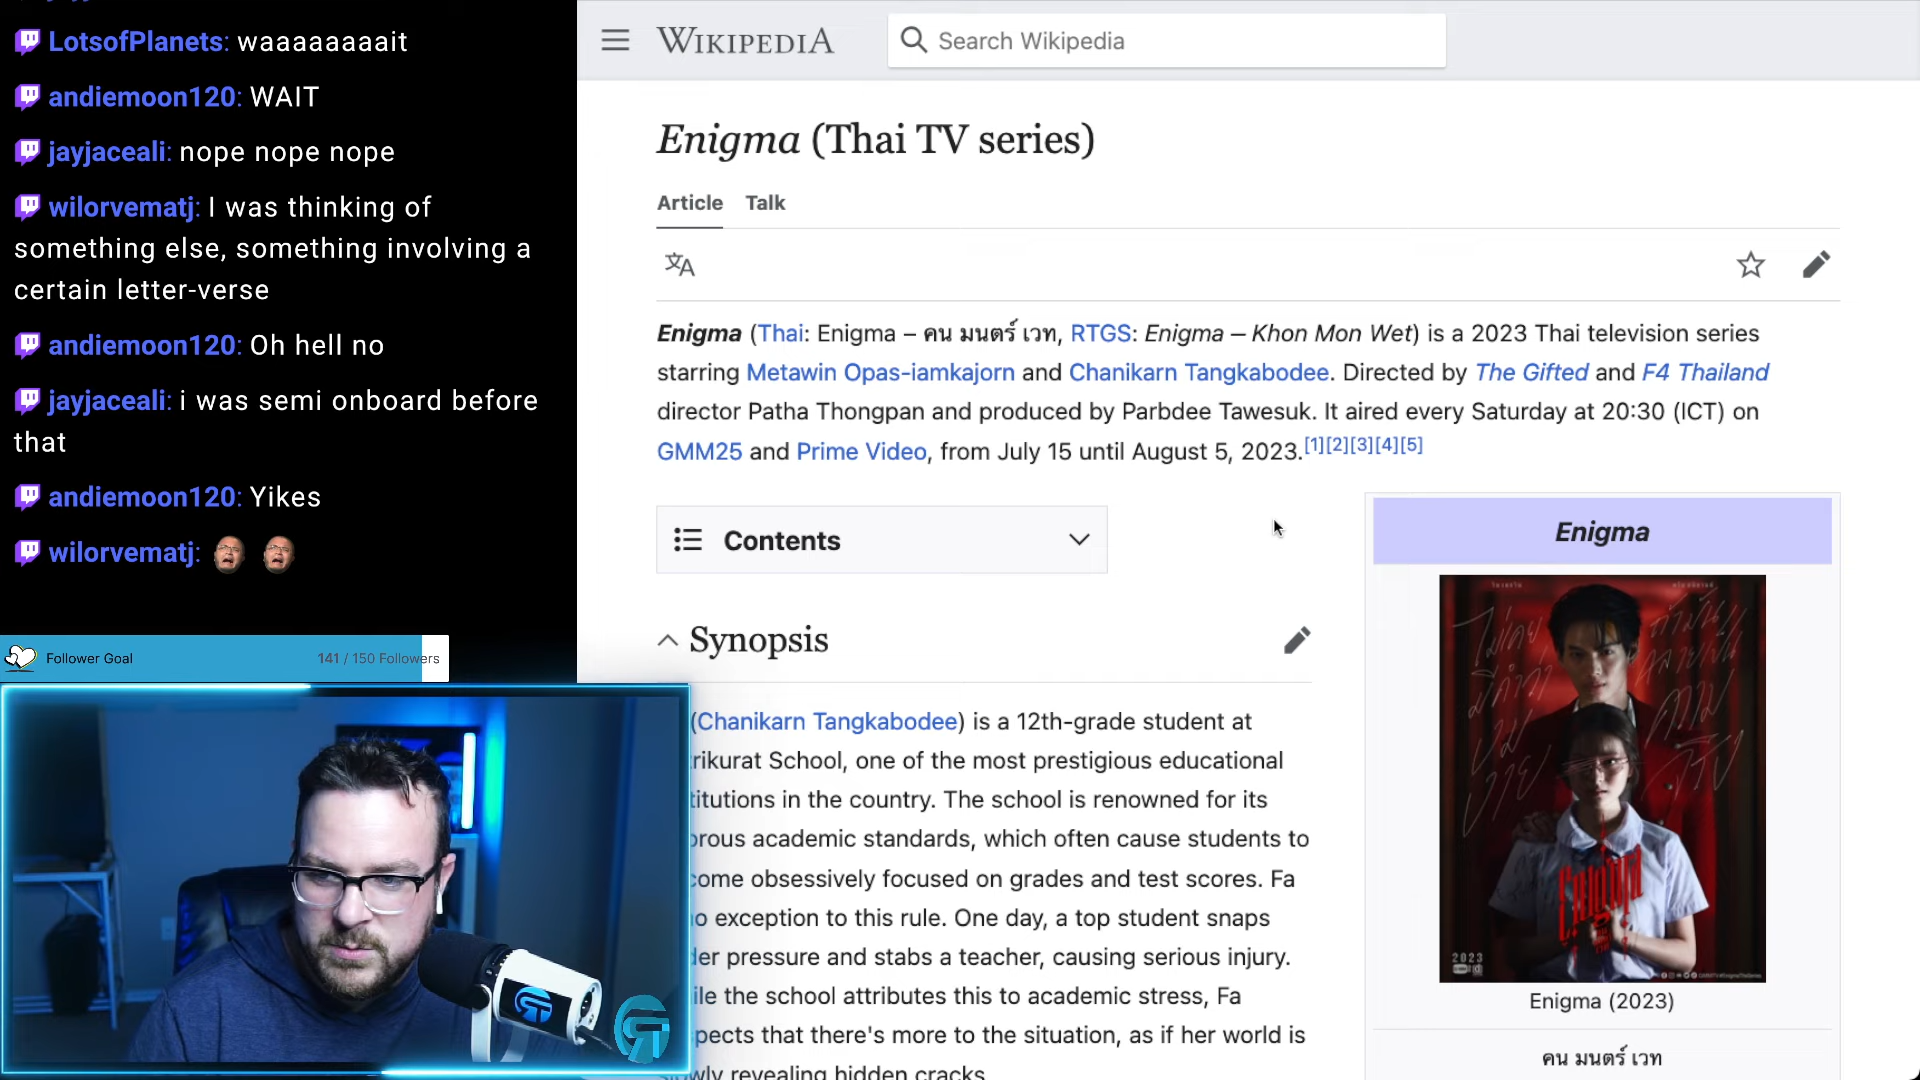 LotsofPlanets: waaaaaaaait
andiemoon120: WAIT
jayjaceali: nope nope nope
wilorvematj: I was thinking of
something else, something involving a
certain letter-verse
andiemoon120: Oh hell no
jayjaceali: i was semi onboard before
that
andiemoon120: Yikes
wilorvematj:
Follower Goal
141 / 150 Followers
WIKIPEDIA
Search Wikipedia
Enigma (Thai TV series)
Article Talk
Enigma (Thai: Enigma – คน มนตร์ เวท, RTGS: Enigma – Khon Mon Wet) is a 2023 Thai television series
starring Metawin Opas-iamkajorn and Chanikarn Tangkabodee. Directed by The Gifted and F4 Thailand
director Patha Thongpan and produced by Parbdee Tawesuk. It aired every Saturday at 20:30 (ICT) on
GMM25 and Prime Video, from July 15 until August 5, 2023.[1][2][3][4][5]
Contents
Synopsis
(Chanikarn Tangkabodee) is a 12th-grade student at
rikurat School, one of the most prestigious educational
titutions in the country. The school is renowned for its
orous academic standards, which often cause students to
come obsessively focused on grades and test scores. Fa
o exception to this rule. One day, a top student snaps
der pressure and stabs a teacher, causing serious injury.
ile the school attributes this to academic stress, Fa
spects that there's more to the situation, as if her world is
slowly revealing hidden cracks.
Enigma
2023
Enigma (2023)
คน มนตร์ เวท